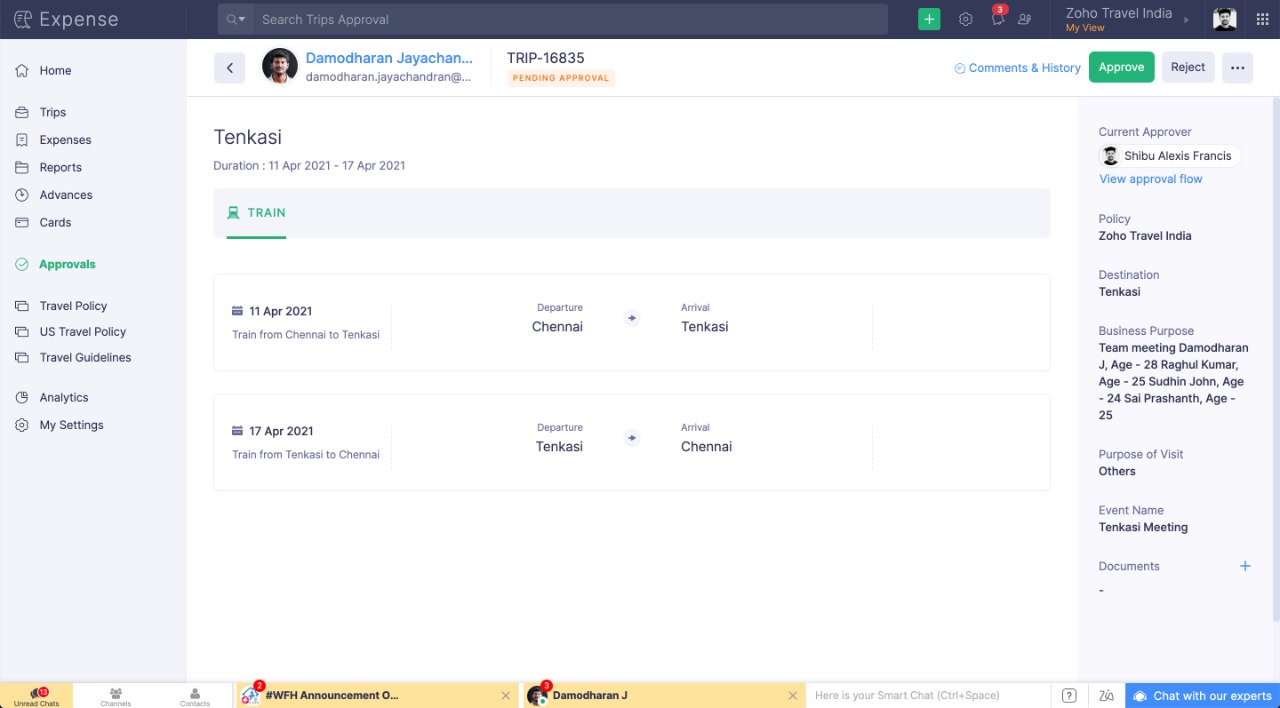 Expense
Search Trips Approval
3
Zoho Travel India
My View
Home
Trips
Expenses
Reports
Advances
Cards
Approvals
Travel Policy
US Travel Policy
Travel Guidelines
Analytics
My Settings
Damodharan Jayachan...
damodharan.jayachandran@...
TRIP-16835
PENDING APPROVAL
Comments & History
Approve
Reject
Tenkasi
Duration : 11 Apr 2021 - 17 Apr 2021
TRAIN
11 Apr 2021
Train from Chennai to Tenkasi
Departure
Chennai
Arrival
Tenkasi
17 Apr 2021
Train from Tenkasi to Chennai
Departure
Tenkasi
Arrival
Chennai
Current Approver
Shibu Alexis Francis
View approval flow
Policy
Zoho Travel India
Destination
Tenkasi
Business Purpose
Team meeting Damodharan
J, Age - 28 Raghul Kumar,
Age - 25 Sudhin John, Age
- 24 Sai Prashanth, Age -
25
Purpose of Visit
Others
Event Name
Tenkasi Meeting
Documents
-
13
Unread Chats
Channels
Contacts
2
#WFH Announcement O...
3
Damodharan J
Here is your Smart Chat (Ctrl+Space)
?
Chat with our experts